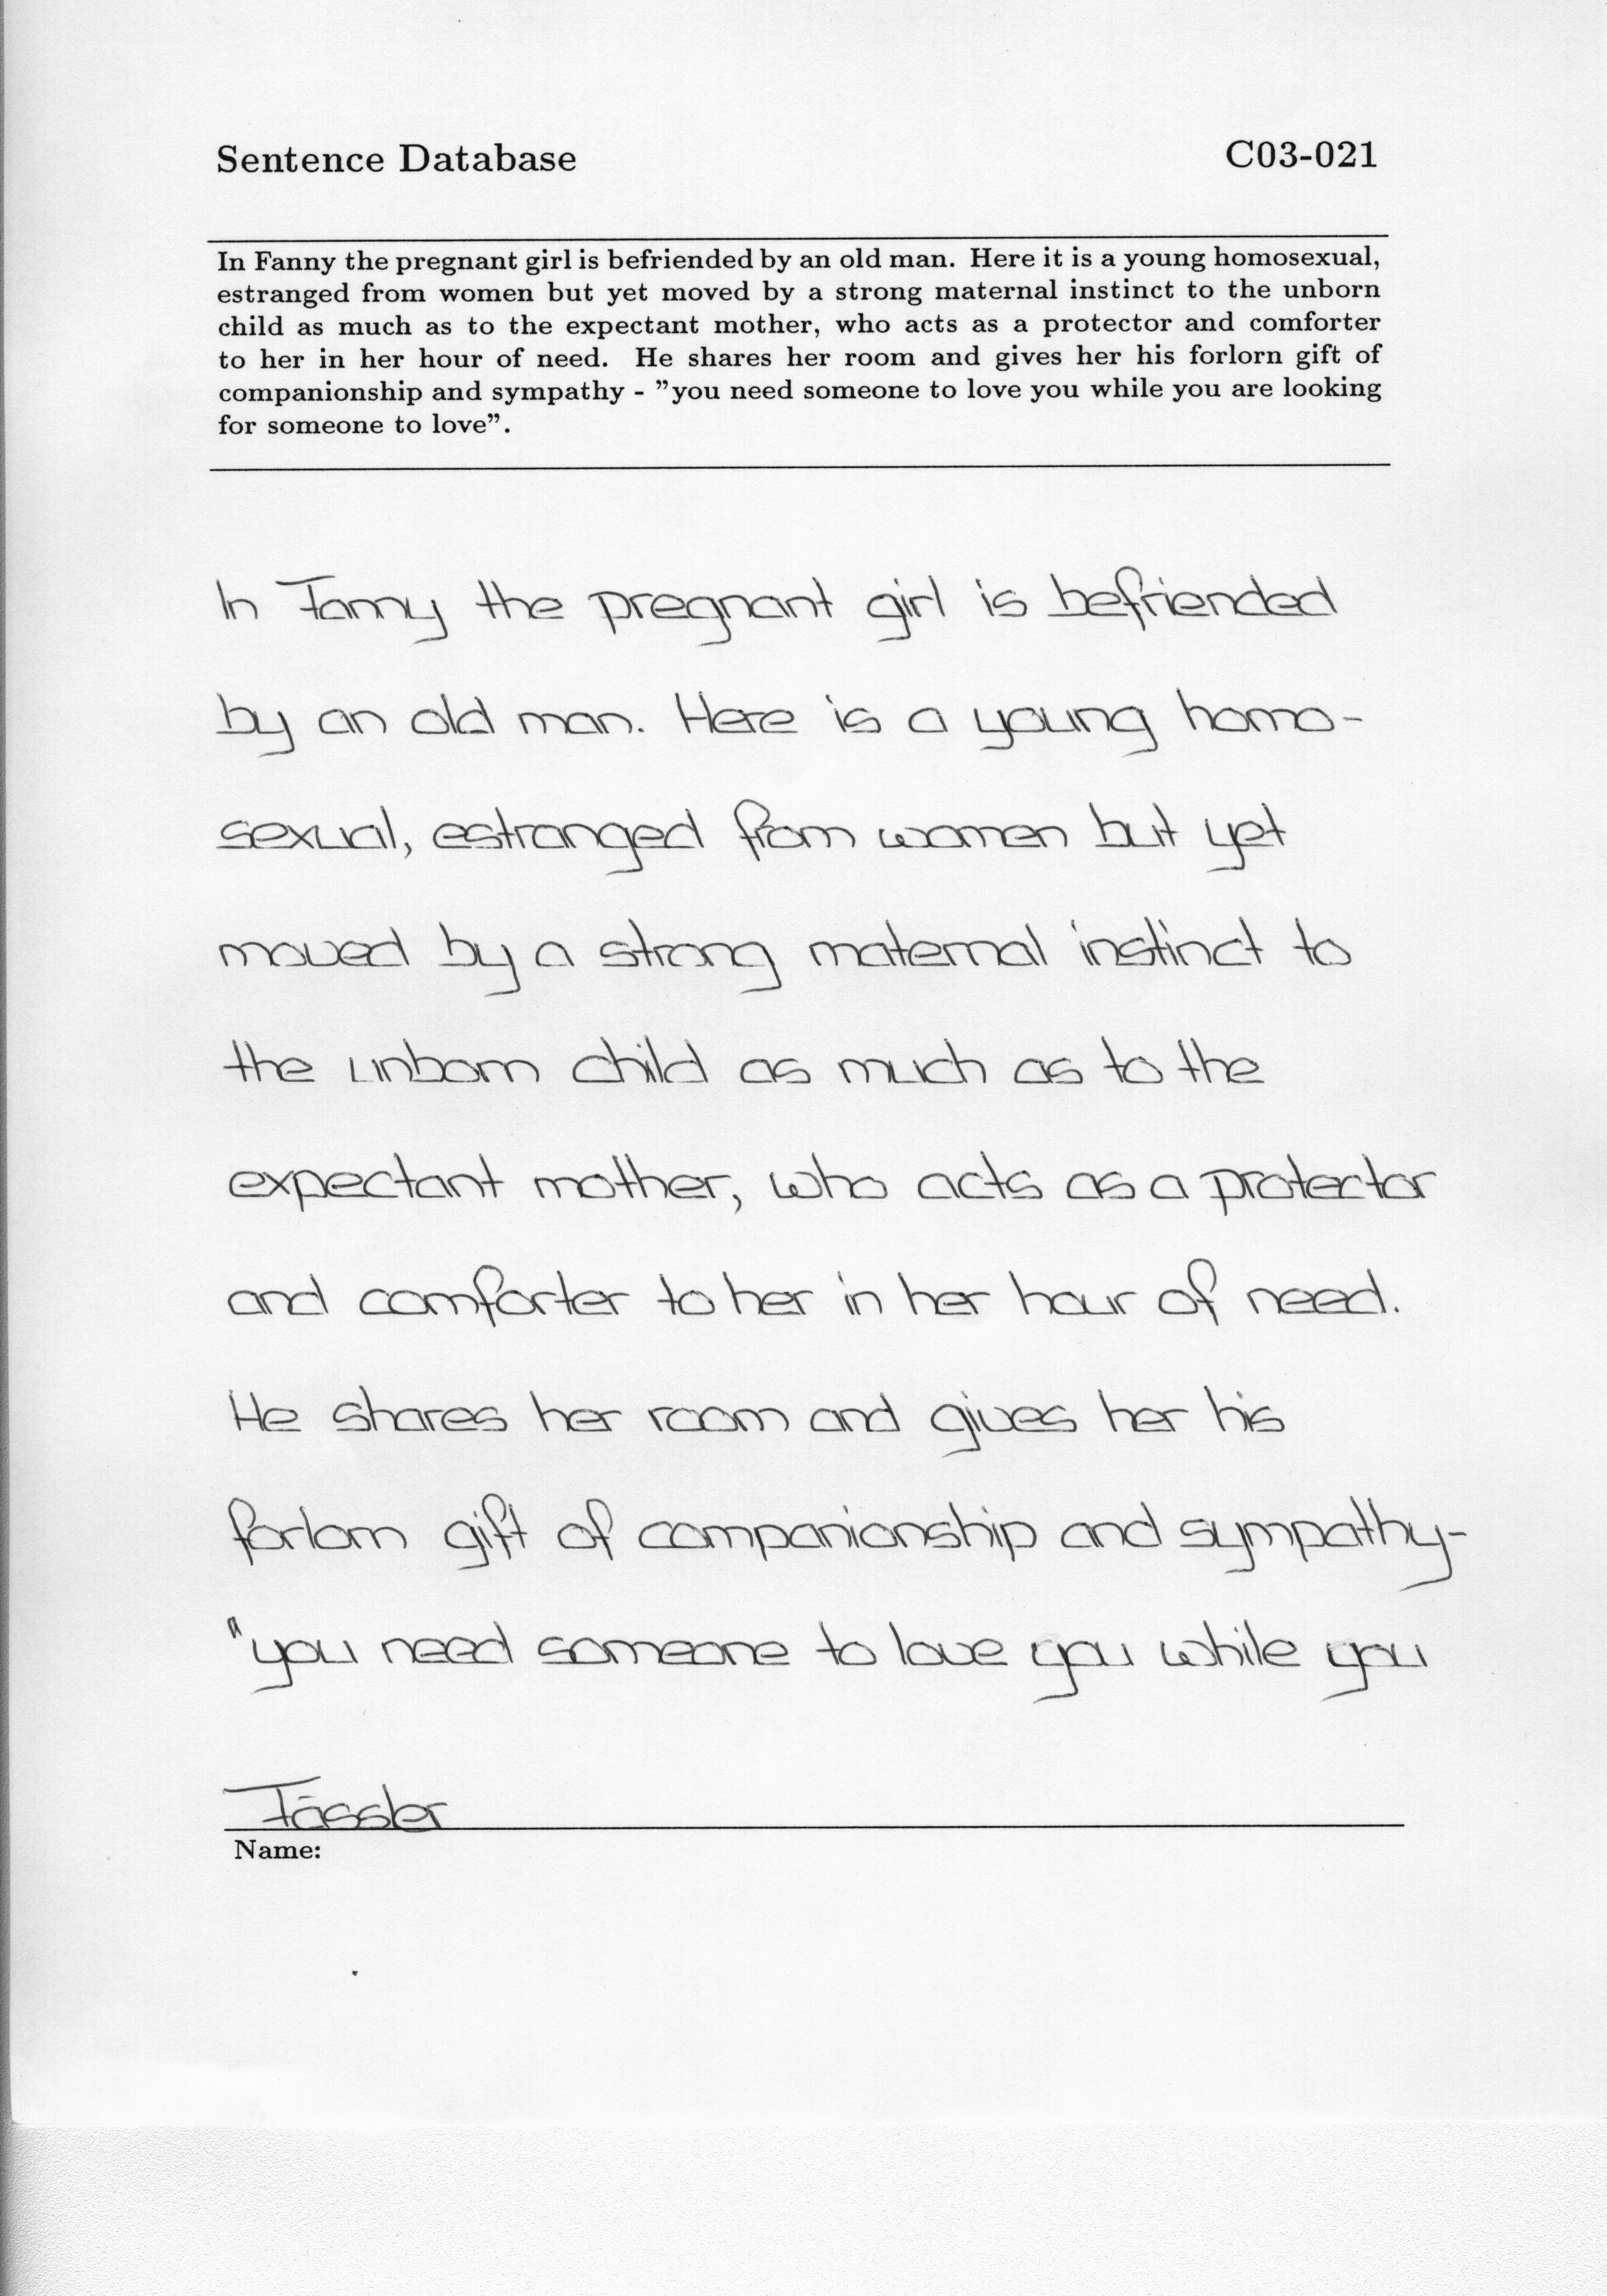 Sentence Database C03-021
In Fanny the pregnant girl is befriended by an old man. Here it is a young homosexual,
estranged from women but yet moved by a strong maternal instinct to the unborn
child as much as to the expectant mother, who acts as a protector and comforter
to her in her hour of need. He shares her room and gives her his forlorn gift of
companionship and sympathy - "you need someone to love you while you are looking
for someone to love".
In Fanny the pregnant girl is befriended
by an old man. Here is a young homo-
sexual, estranged from women but yet
moved by a strong maternal instinct to
the unborn child as much as to the
expectant mother, who acts as a protector
and comforter to her in her hour of need.
He shares her room and gives her his
forlorn gift of companionship and sympathy-
"you need someone to love you while you
Fässler
Name: